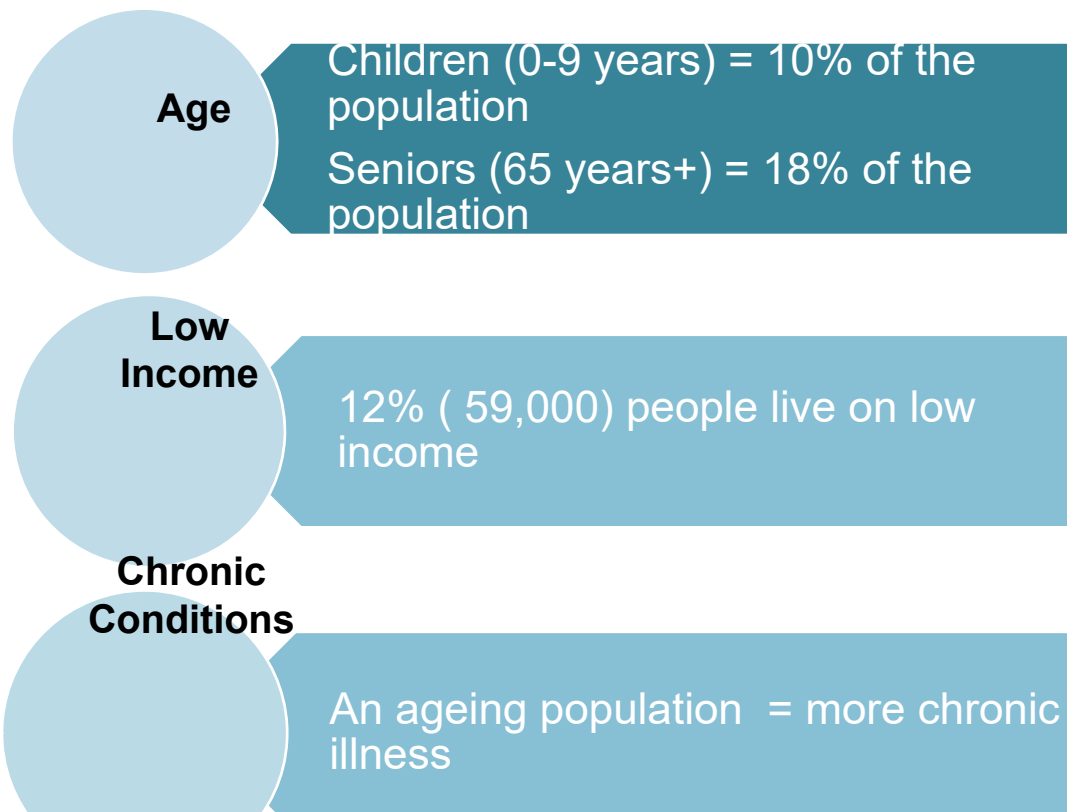 Age
Children (0-9 years) = 10% of the
population
Seniors (65 years+) = 18% of the
population
Low
Income
12% ( 59,000) people live on low
income
Chronic
Conditions
An ageing population  = more chronic
illness